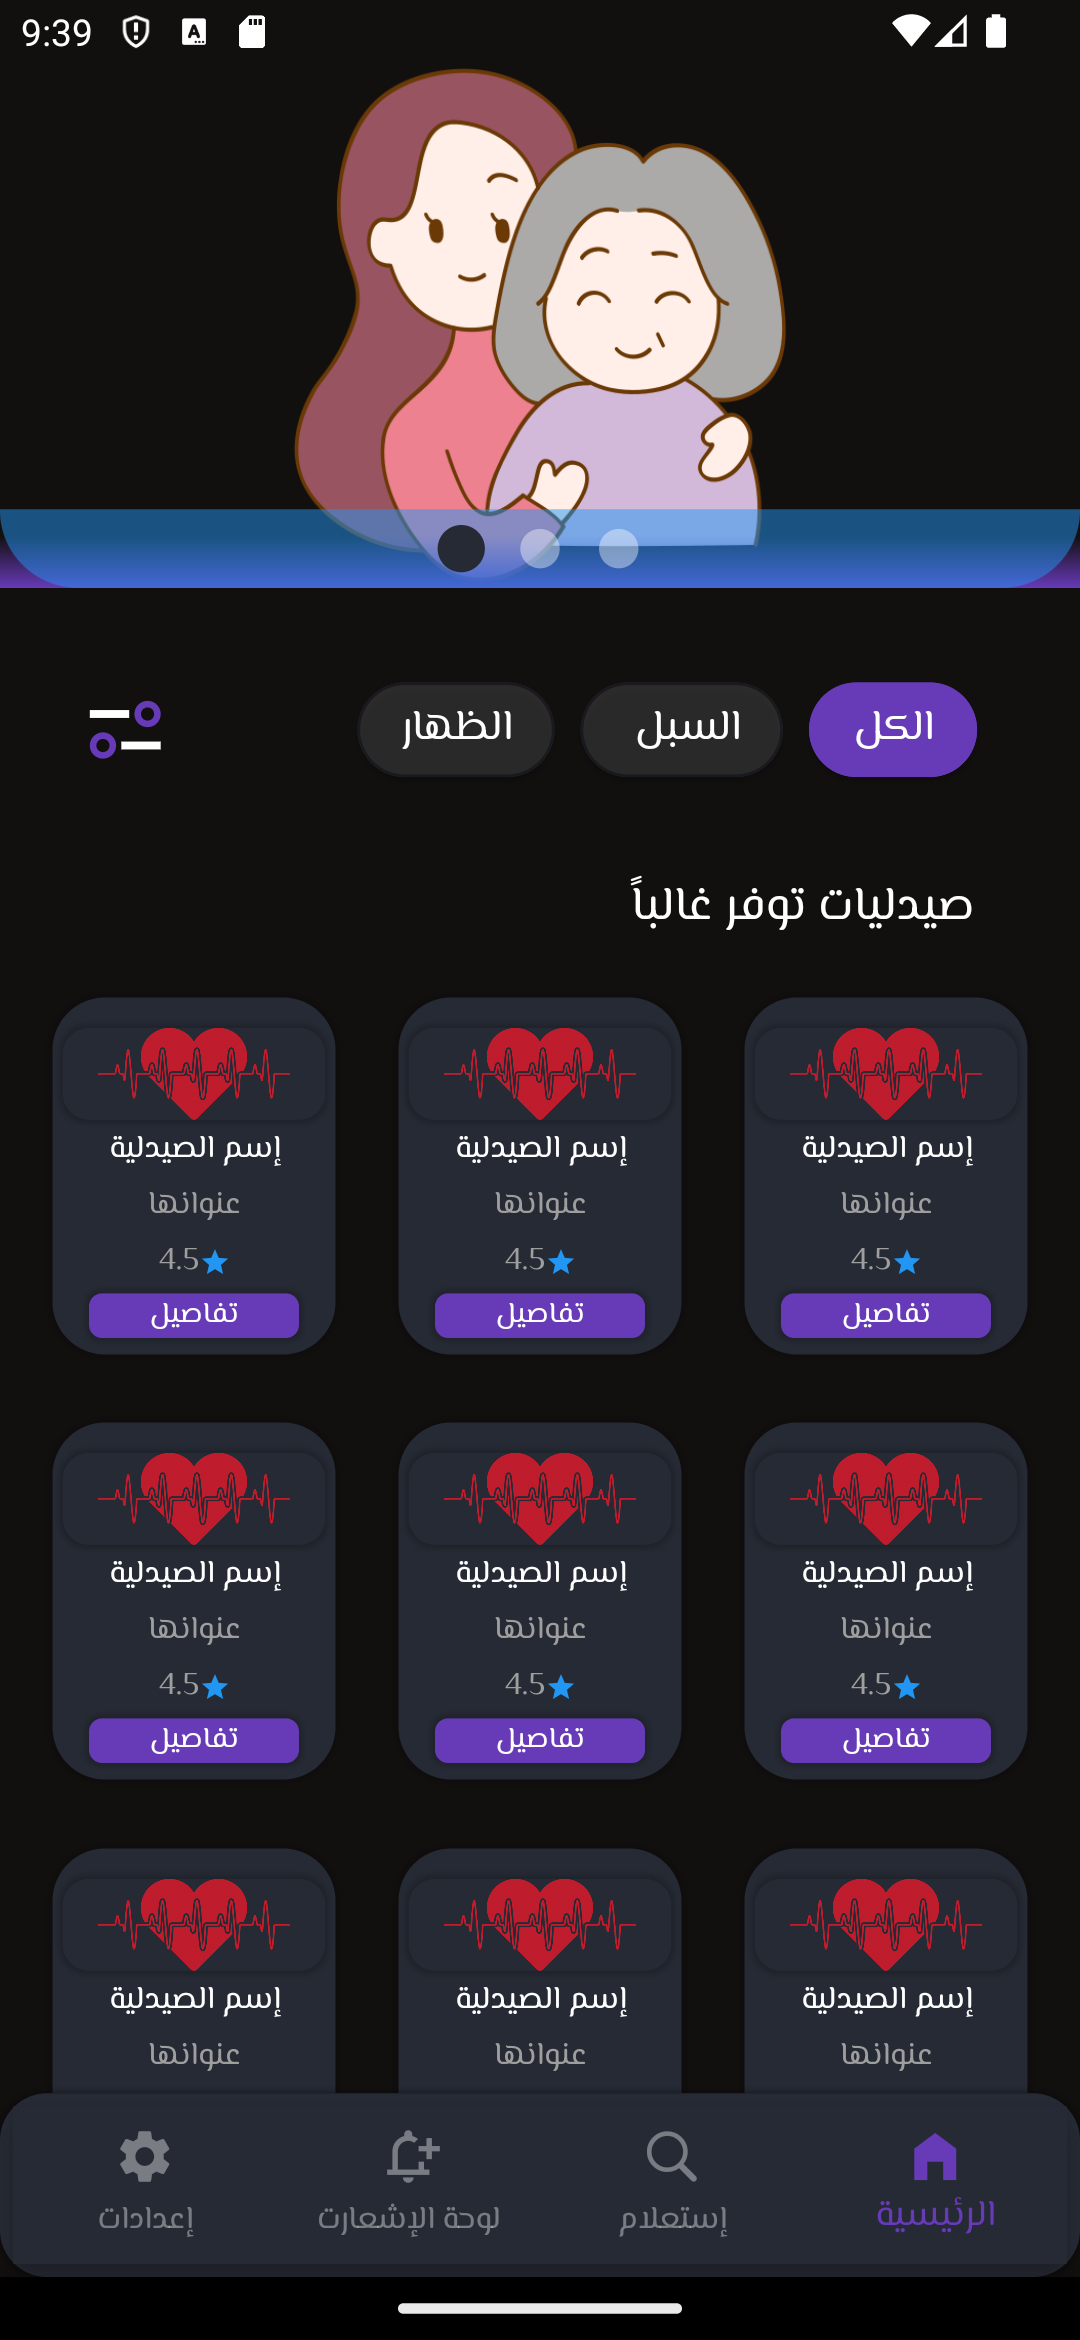 9:39
الكل
السبل
الظهار
صيدليات توفر غالباً
إسم الصيدلية
إسم الصيدلية
إسم الصيدلية
عنوانها
عنوانها
عنوانها
4.5
4.5
4.5
تفاصيل
تفاصيل
تفاصيل
إسم الصيدلية
إسم الصيدلية
إسم الصيدلية
عنوانها
عنوانها
عنوانها
4.5
4.5
4.5
تفاصيل
تفاصيل
تفاصيل
إسم الصيدلية
إسم الصيدلية
إسم الصيدلية
عنوانها
عنوانها
عنوانها
الرئيسية
إستعلام
لوحة الإشعارت
إعدادات